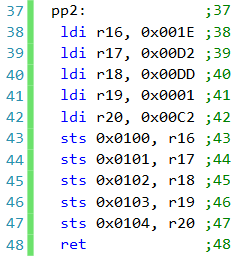 37 pp2: ;37
38 ldi r16, 0x001E ;38
39 ldi r17, 0x00D2 ;39
40 ldi r18, 0x00DD ;40
41 ldi r19, 0x0001 ;41
42 ldi r20, 0x00C2 ;42
43 sts 0x0100, r16 ;43
44 sts 0x0101, r17 ;44
45 sts 0x0102, r18 ;45
46 sts 0x0103, r19 ;46
47 sts 0x0104, r20 ;47
48 ret ;48